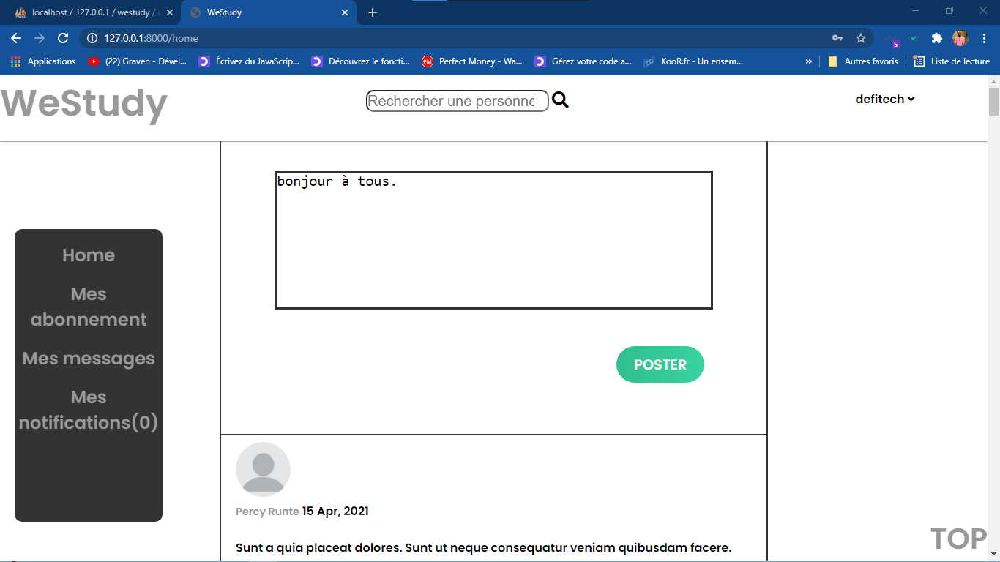 localhost / 127.0.0.1 / westudy /
WeStudy
127.0.0.1:8000/home
5
Applications
(22) Graven - Dével...
Écrivez du JavaScrip...
Découvrez le foncti...
PM
Perfect Money - Wa...
Gérez votre code a...
KooR.fr - Un ensem...
»
Autres favoris
Liste de lecture
WeStudy
Rechercher une personne
defitech
bonjour à tous.
Home
Mes
abonnement
Mes messages
Mes
notifications(0)
POSTER
Percy Runte 15 Apr, 2021
Sunt a quia placeat dolores. Sunt ut neque consequatur veniam quibusdam facere.
TOP